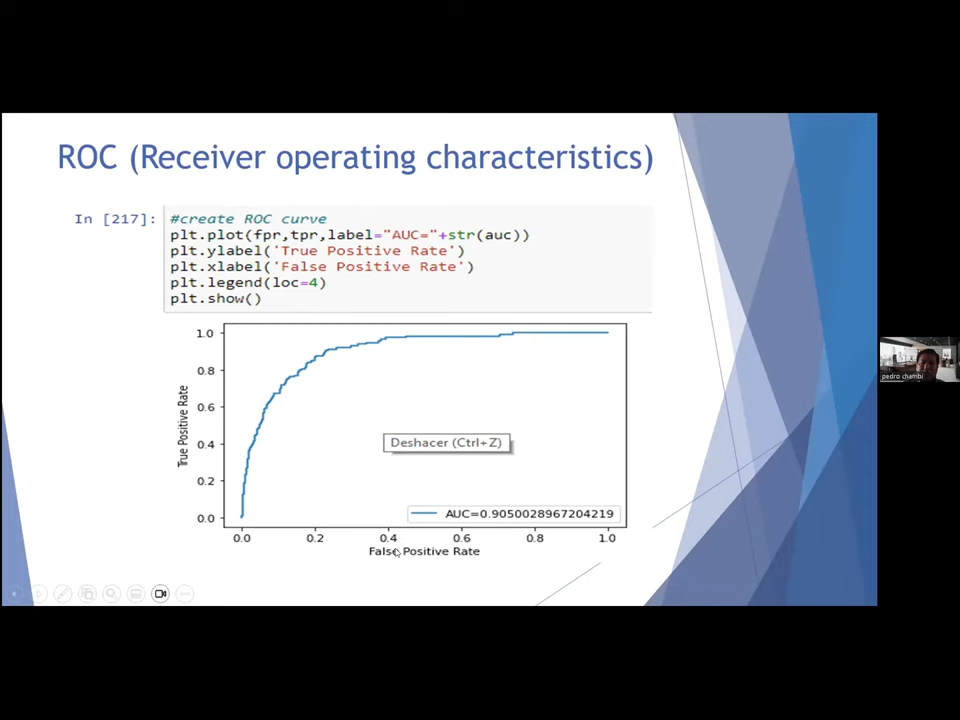 ROC (Receiver operating characteristics)
In [217]:
#create ROC curve
plt.plot(fpr,tpr,label="AUC="+str(auc))
plt.ylabel('True Positive Rate')
plt.xlabel('False Positive Rate')
plt.legend(loc=4)
plt.show()
1.0
0.8
0.6
0.4
0.2
0.0
True Positive Rate
Deshacer (Ctrl+Z)
AUC=0.9050028967204219
0.0 0.2 0.4 0.6 0.8 1.0
False Positive Rate
pedro chambi